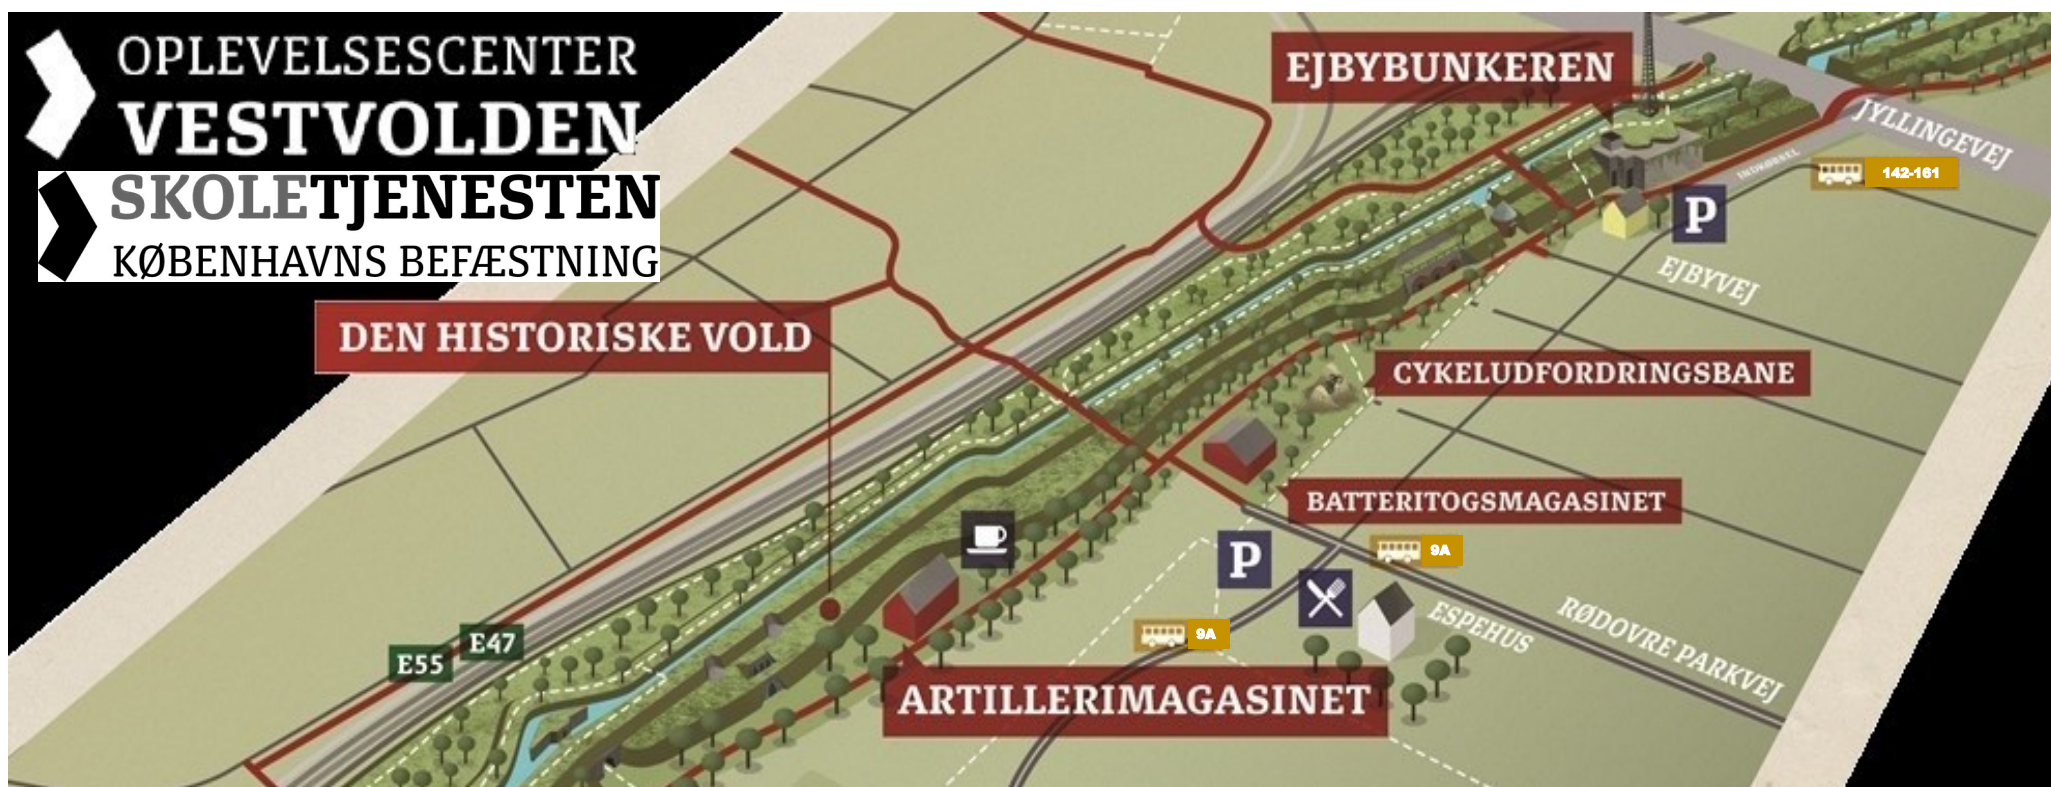 OPLEVELSESCENTER
VESTVOLDEN
SKOLETJENESTEN
KØBENHAVNS BEFÆSTNING
EJBYBUNKEREN
JYLLINGEVEJ
INDKØRSEL
142-161
P
EJBYVEJ
DEN HISTORISKE VOLD
CYKELUDFORDRINGSBANE
BATTERITOGSMAGASINET
P
9A
ESPEHUS
RØDOVRE PARKVEJ
9A
E47
E55
ARTILLERIMAGASINET